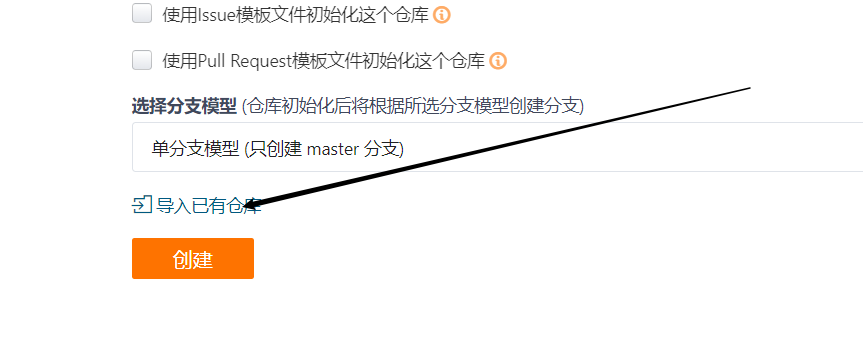 使用Issue模板文件初始化这个仓库
使用Pull Request模板文件初始化这个仓库
选择分支模型 (仓库初始化后将根据所选分支模型创建分支)
单分支模型 (只创建 master 分支)
导入已有仓库
创建